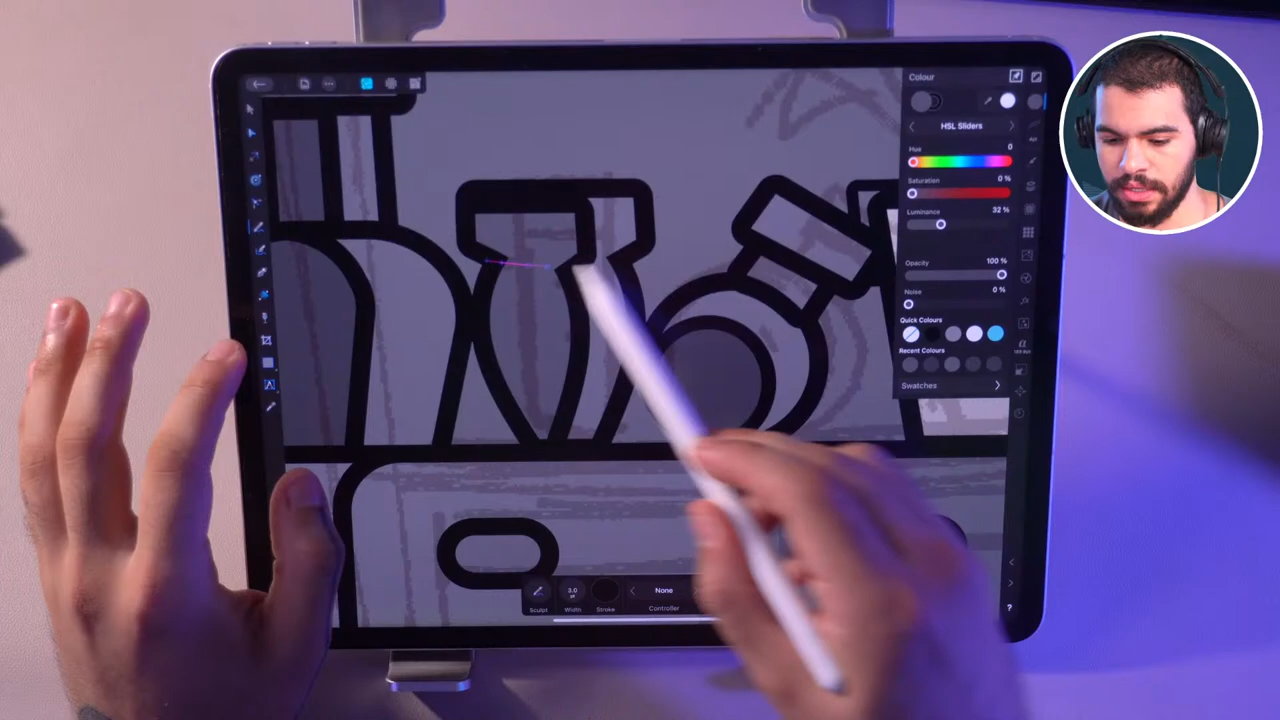 Colour
HSL Sliders
Hue 0
Saturation 0 %
Luminance 32 %
Opacity 100 %
Noise 0 %
Quick Colours
Recent Colours
Swatches
3.0
None
Sculpt Width Stroke Controller
?